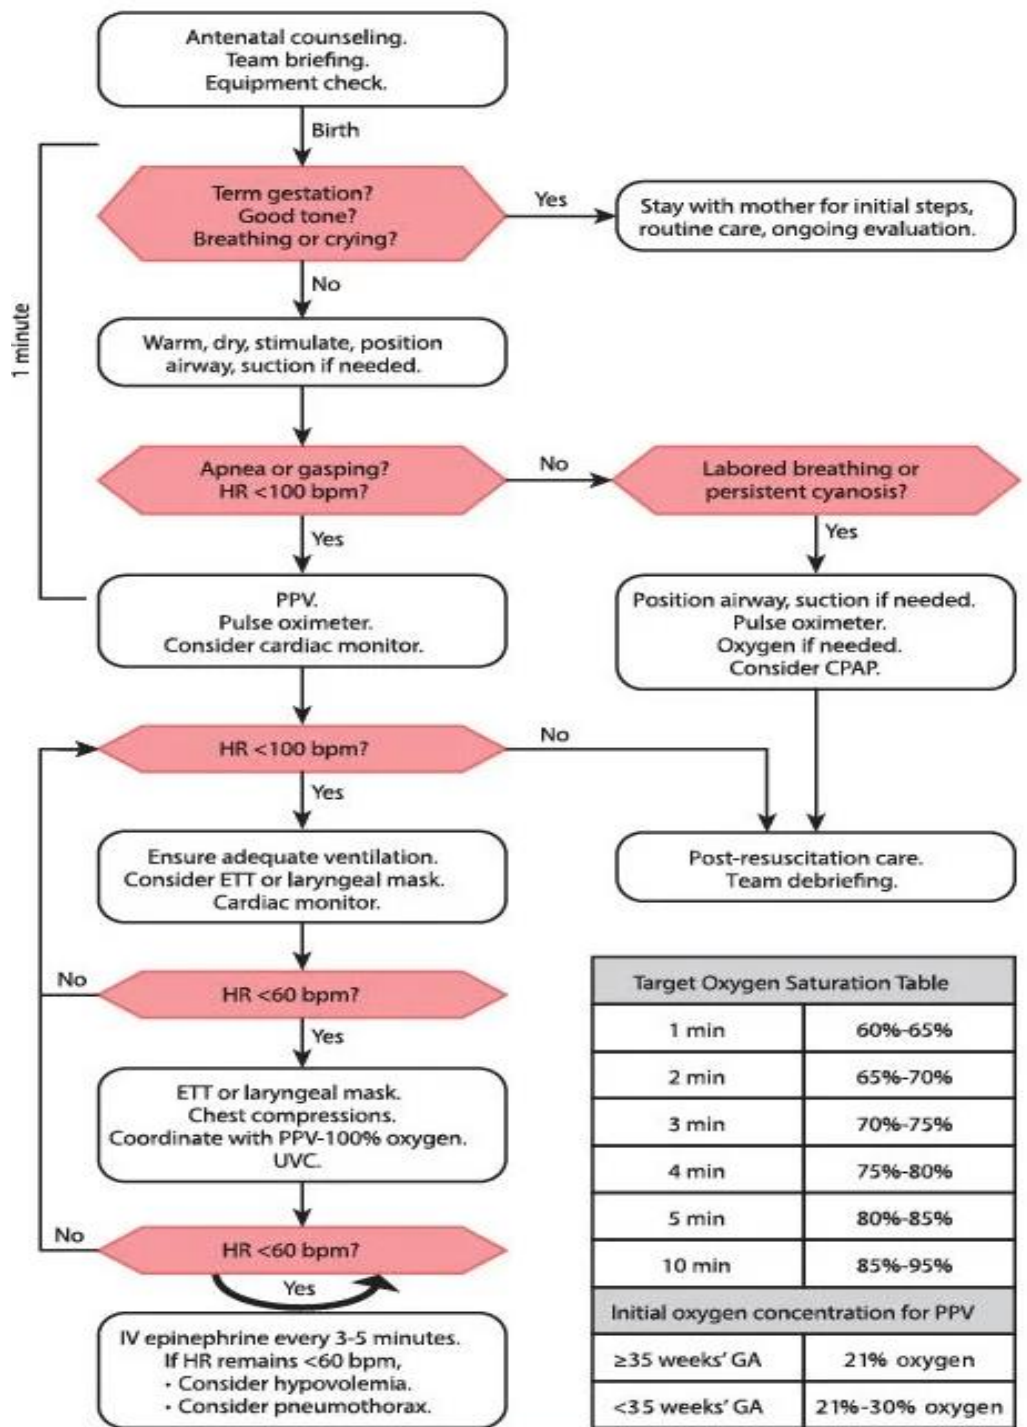 Antenatal counseling.
Team briefing.
Equipment check.
Birth
1 minute
Term gestation?
Good tone?
Breathing or crying?
Yes
Stay with mother for initial steps,
routine care, ongoing evaluation.
No
Warm, dry, stimulate, position
airway, suction if needed.
Apnea or gasping?
HR <100 bpm?
No
Labored breathing or
persistent cyanosis?
Yes
Yes
PPV.
Pulse oximeter.
Consider cardiac monitor.
Position airway, suction if needed.
Pulse oximeter.
Oxygen if needed.
Consider CPAP.
HR <100 bpm?
No
Yes
Ensure adequate ventilation.
Consider ETT or laryngeal mask.
Cardiac monitor.
Post-resuscitation care.
Team debriefing.
No
HR <60 bpm?
Yes
ETT or laryngeal mask.
Chest compressions.
Coordinate with PPV-100% oxygen.
UVC.
No
HR <60 bpm?
Yes
IV epinephrine every 3-5 minutes.
If HR remains <60 bpm,
• Consider hypovolemia.
• Consider pneumothorax.
Target Oxygen Saturation Table
1 min 60%-65%
2 min 65%-70%
3 min 70%-75%
4 min 75%-80%
5 min 80%-85%
10 min 85%-95%
Initial oxygen concentration for PPV
≥35 weeks' GA 21% oxygen
<35 weeks' GA 21%-30% oxygen